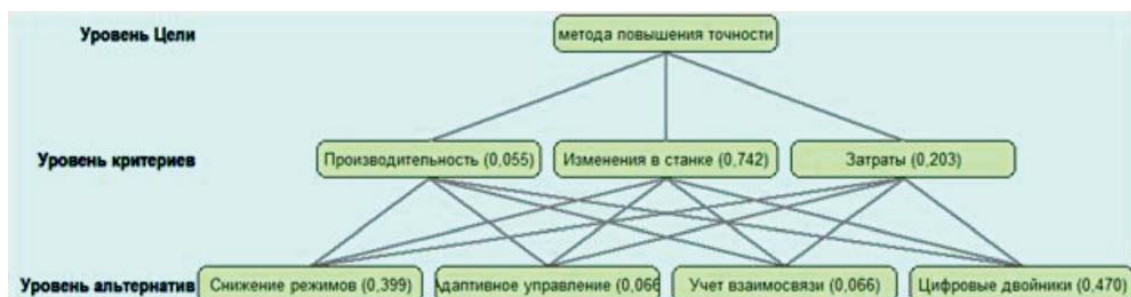 Уровень Цели
метода повышения точности
Уровень критериев
Производительность (0,055)
Изменения в станке (0,742)
Затраты (0,203)
Уровень альтернатив
Снижение режимов (0,399)
Адаптивное управление (0,066
Учет взаимосвязи (0,066)
Цифровые двойники (0,470)